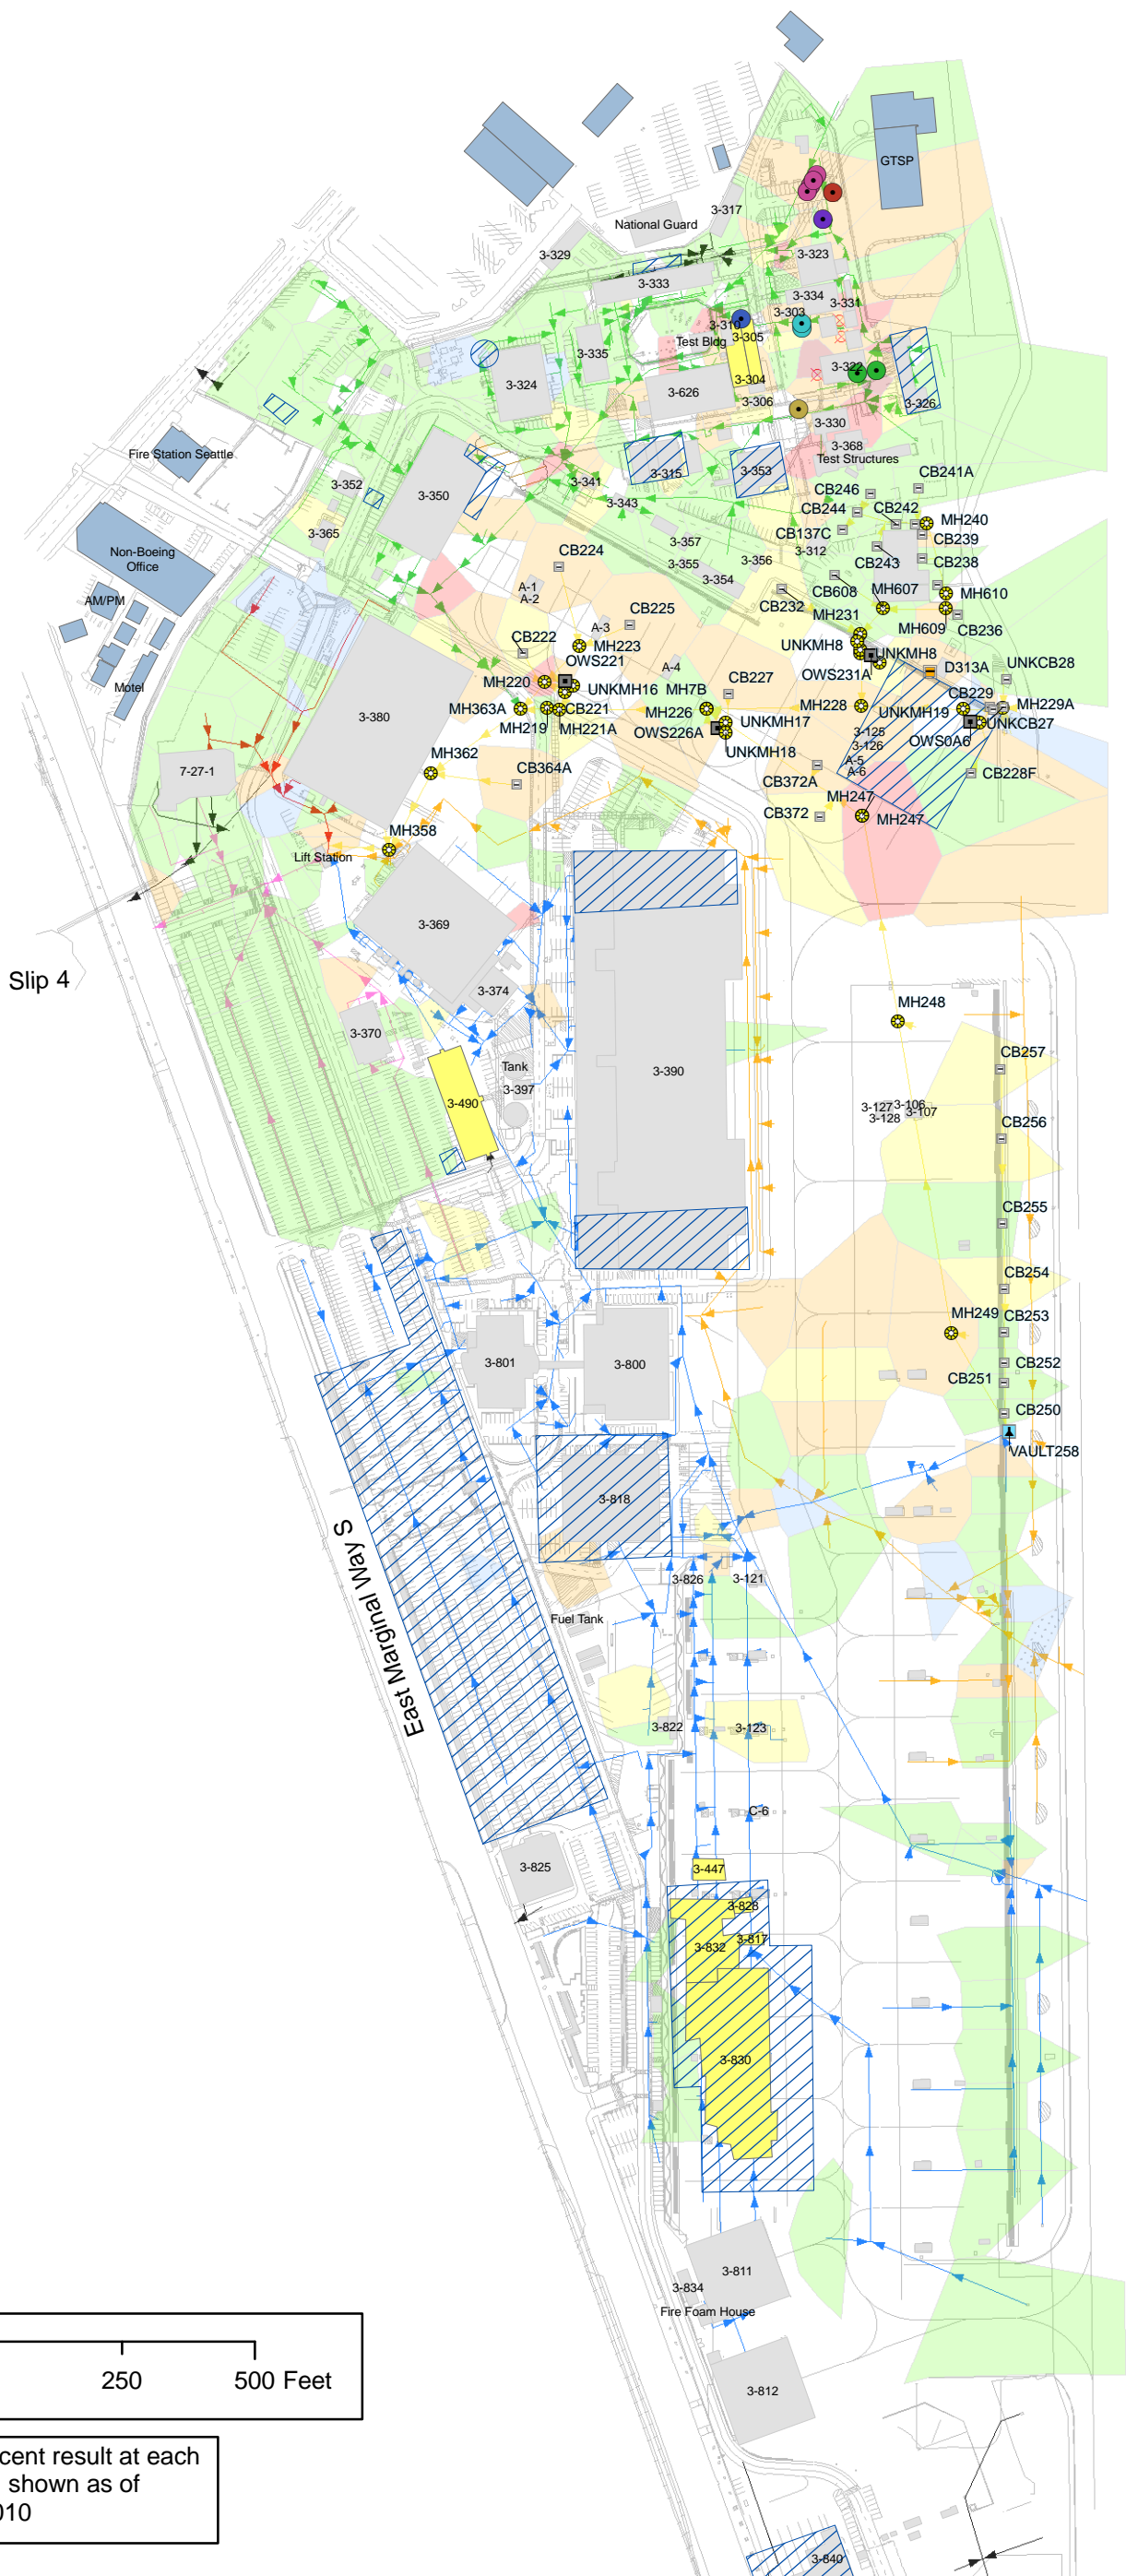 GTSP
3-317
National Guard
3-329
3-323
3-333
3-334
3-331
3-303
3-310
3-305
Test Bldg
3-335
3-322
3-324
3-304
3-626
3-306
3-326
3-330
3-368
Test Structures
Fire Station Seattle
3-315
3-353
3-341
3-352
3-350
3-343
CB246
CB241A
CB244
CB242
MH240
CB137C
CB239
3-365
3-357
3-312
Non-Boeing
Office
CB224
3-356
3-355
CB243
CB238
3-354
CB608
MH607
MH610
A-1
A-2
AM/PM
CB232
CB225
MH231
MH609
CB236
A-3
CB222
MH223
UNKMH8
UNKMH8
OWS221
A-4
OWS231A
D313A
UNKCB28
Motel
MH220
UNKMH16
MH7B
CB227
CB229
MH363A
CB221
MH226
MH228
UNKMH19
MH229A
3-380
MH219
MH221A
UNKMH17
UNKCB27
OWS226A
3-125
3-126
OWS0A6
UNKMH18
MH362
A-5
A-6
7-27-1
CB364A
CB372A
CB228F
MH247
CB372
MH247
MH358
Lift Station
3-369
Slip 4
3-374
MH248
3-370
Tank
3-390
CB257
3-397
3-490
3-106
3-127
3-107
3-128
CB256
CB255
CB254
MH249
CB253
3-801
3-800
CB252
CB251
CB250
VAULT258
3-818
East Marginal Way S
3-826
3-121
Fuel Tank
3-822
3-123
C-6
3-825
3-447
3-828
3-832
3-817
3-830
3-811
3-834
Fire Foam House
250
500 Feet
3-812
cent result at each
shown as of
010
3-840